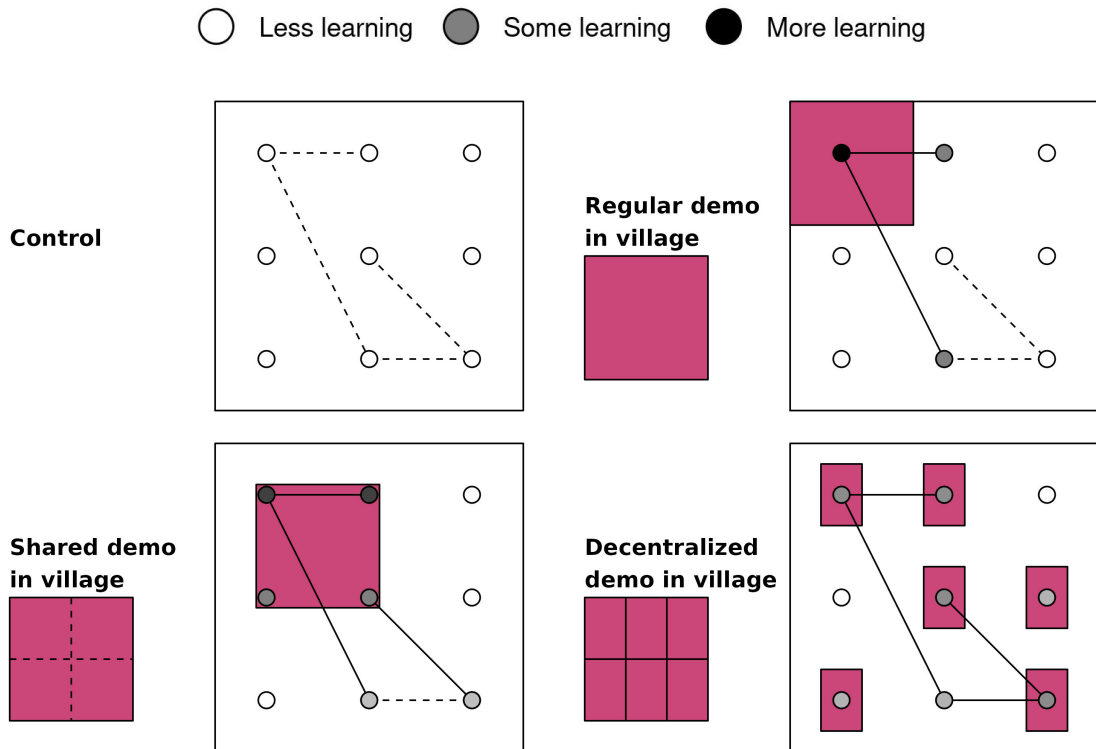 Less learning
Some learning
More learning
Control
Regular demo
in village
Shared demo
in village
Decentralized
demo in village